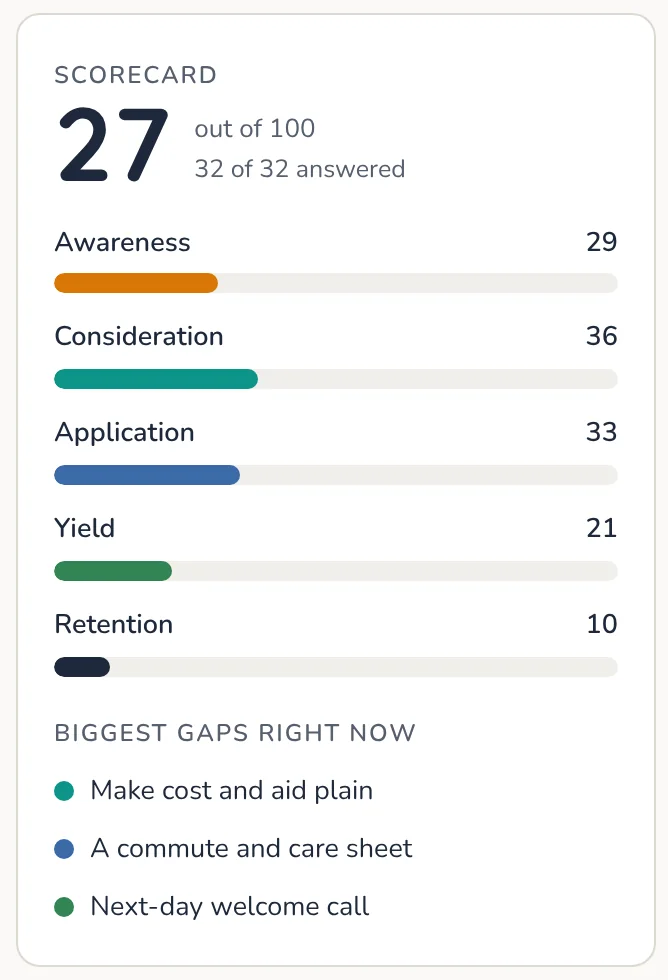 SCORECARD
27
out of 100
32 of 32 answered
Awareness 29
Consideration 36
Application 33
Yield 21
Retention 10
BIGGEST GAPS RIGHT NOW
Make cost and aid plain
A commute and care sheet
Next-day welcome call